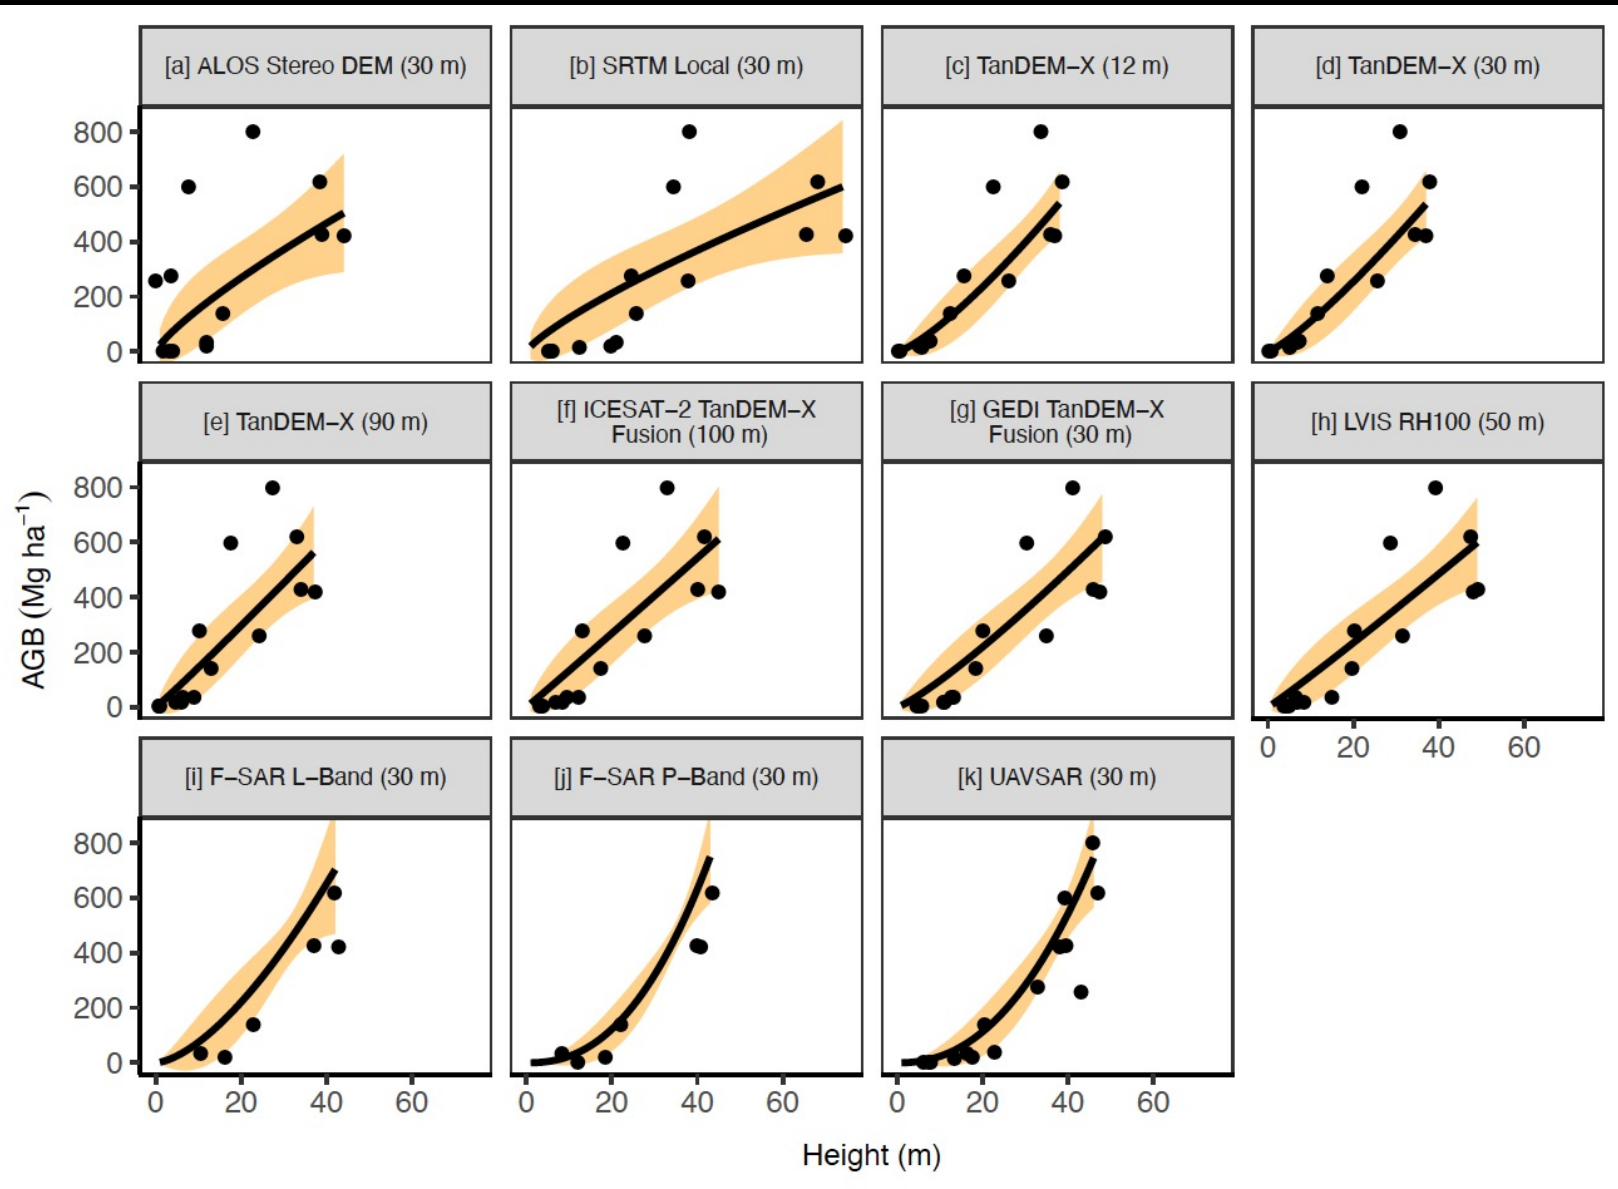 [a] ALOS Stereo DEM (30 m)
[b] SRTM Local (30 m)
[c] TanDEM−X (12 m)
[d] TanDEM−X (30 m)
800
600
400
200
0
[e] TanDEM−X (90 m)
[f] ICESAT−2 TanDEM−X
Fusion (100 m)
[g] GEDI TanDEM−X
Fusion (30 m)
[h] LVIS RH100 (50 m)
AGB (Mg ha⁻¹)
800
600
400
200
0
0 20 40 60
[i] F−SAR L−Band (30 m)
[j] F−SAR P−Band (30 m)
[k] UAVSAR (30 m)
800
600
400
200
0
0 20 40 60
0 20 40 60
0 20 40 60
Height (m)